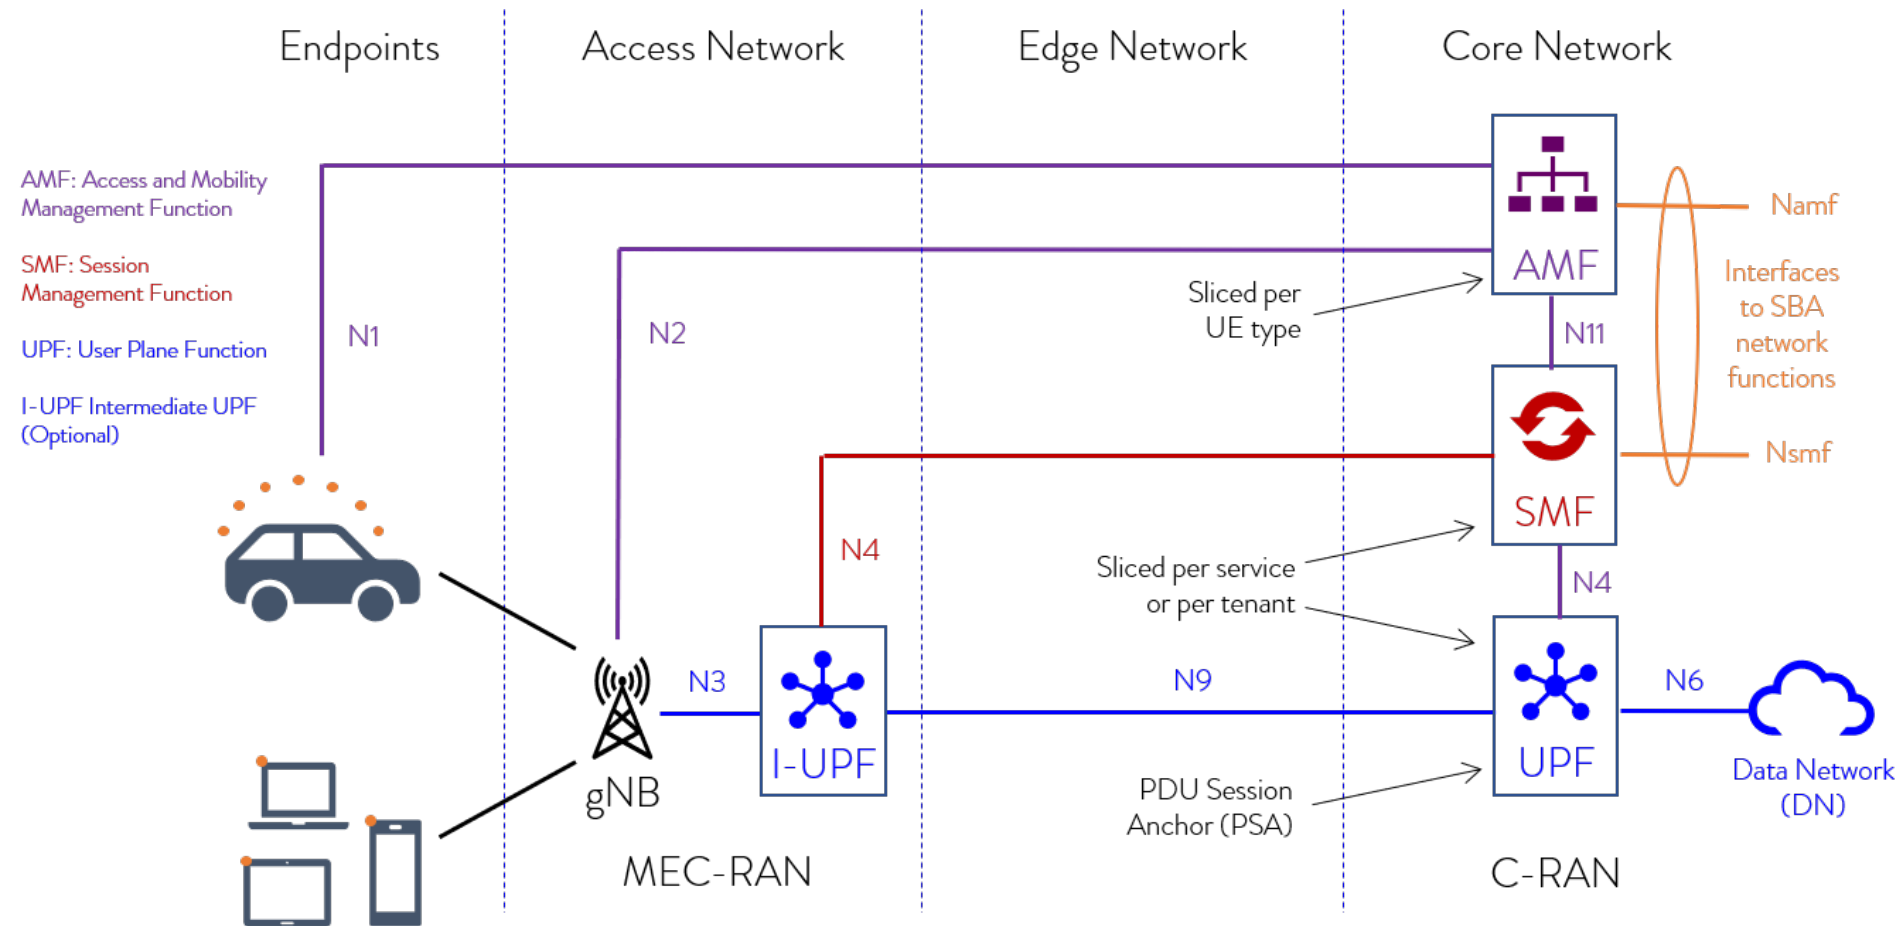 Endpoints
Access Network
Edge Network
Core Network
AMF: Access and Mobility
Management Function
SMF: Session
Management Function
UPF: User Plane Function
I-UPF Intermediate UPF
(Optional)
N1
N2
Sliced per
UE type
AMF
N11
Namf
Interfaces
to SBA
network
functions
Nsmf
SMF
N4
Sliced per service
or per tenant
N4
gNB
N3
I-UPF
N9
UPF
N6
Data Network
(DN)
PDU Session
Anchor (PSA)
MEC-RAN
C-RAN